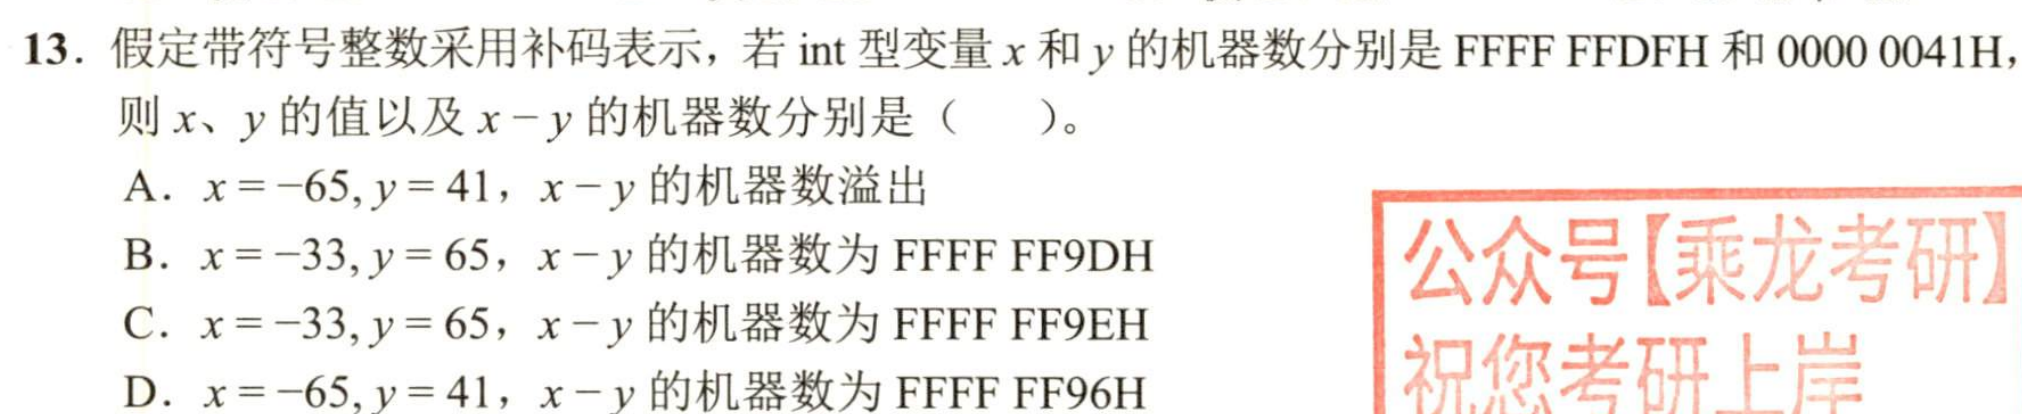 13. 假定带符号整数采用补码表示，若 int 型变量 x 和 y 的机器数分别是 FFFF FFDFH 和 0000 0041H，
则 x、y 的值以及 x − y 的机器数分别是（　　）。
A. x = −65, y = 41，x − y 的机器数溢出
B. x = −33, y = 65，x − y 的机器数为 FFFF FF9DH
C. x = −33, y = 65，x − y 的机器数为 FFFF FF9EH
D. x = −65, y = 41，x − y 的机器数为 FFFF FF96H
公众号【乘龙考研】
祝您考研上岸